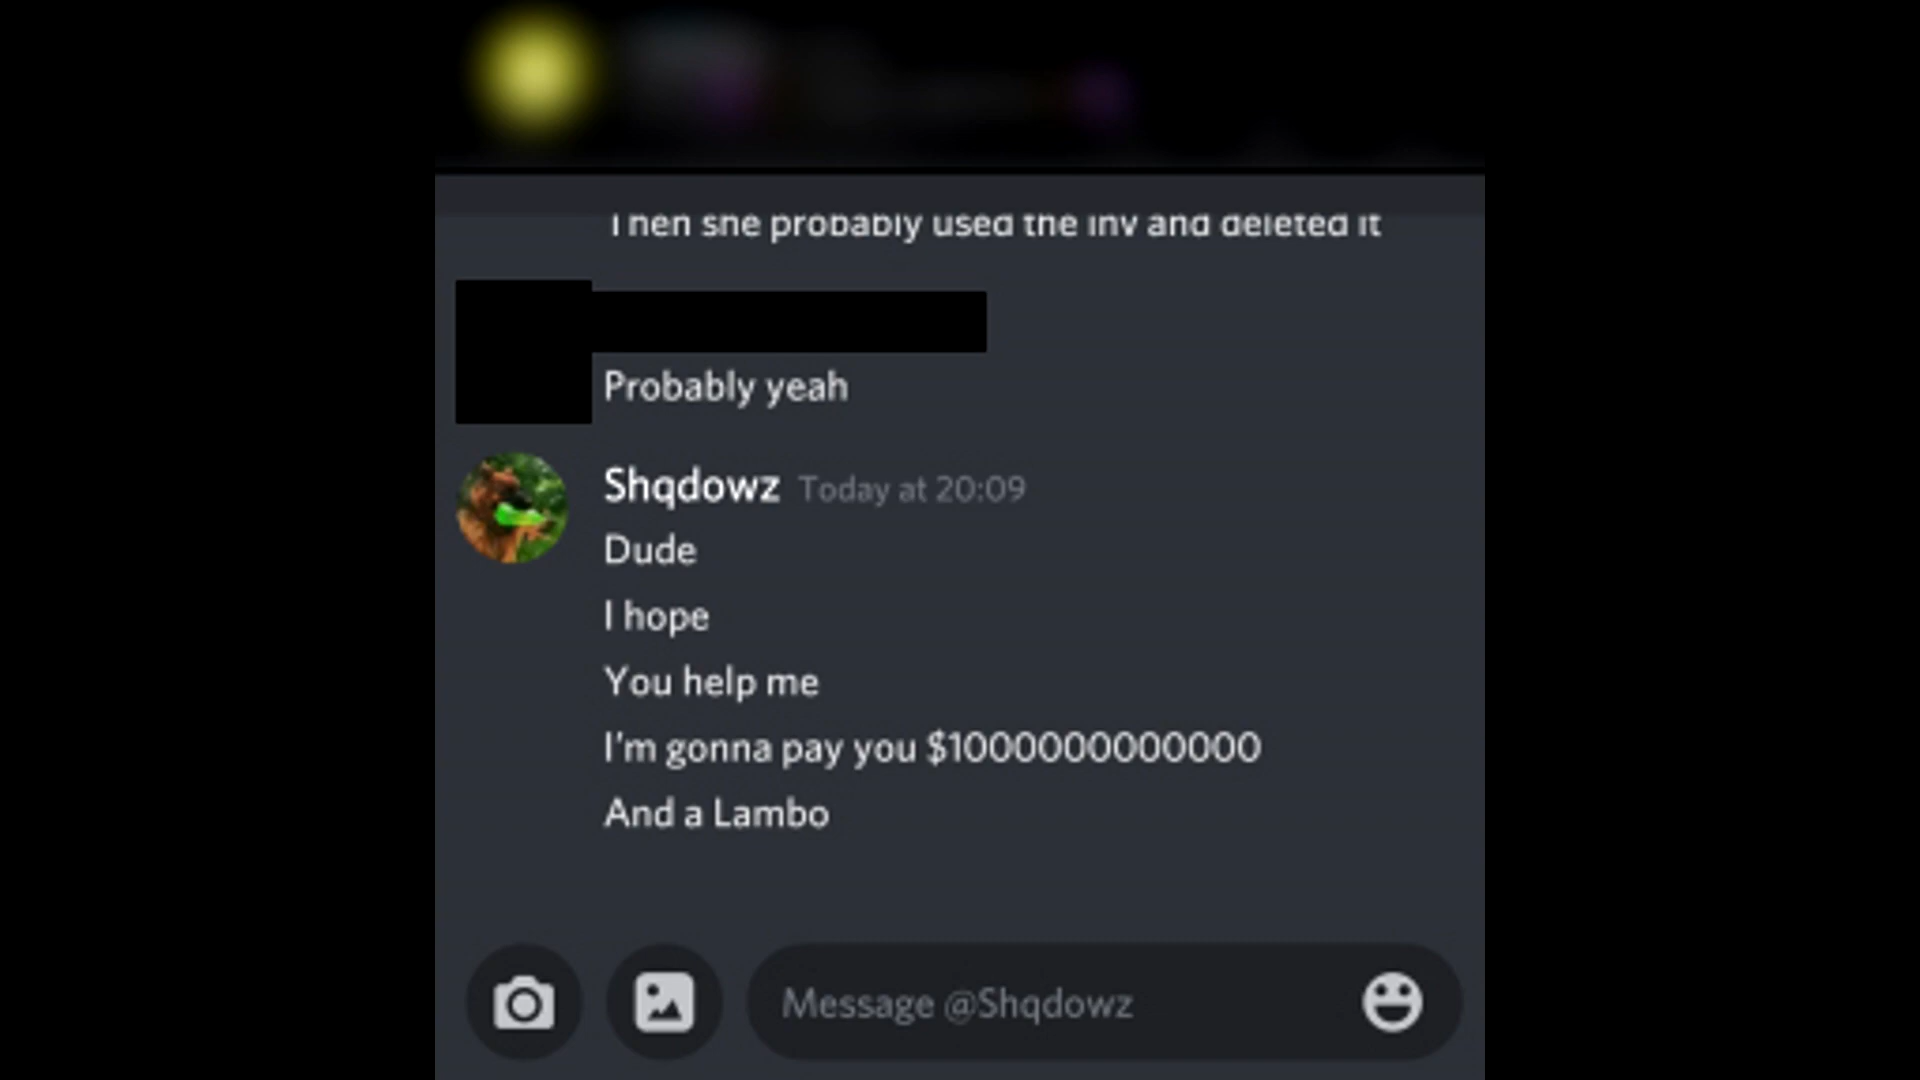 Then she probably used the inv and deleted it
Probably yeah
Shqdowz Today at 20:09
Dude
I hope
You help me
I'm gonna pay you $1000000000000
And a Lambo
Message @Shqdowz